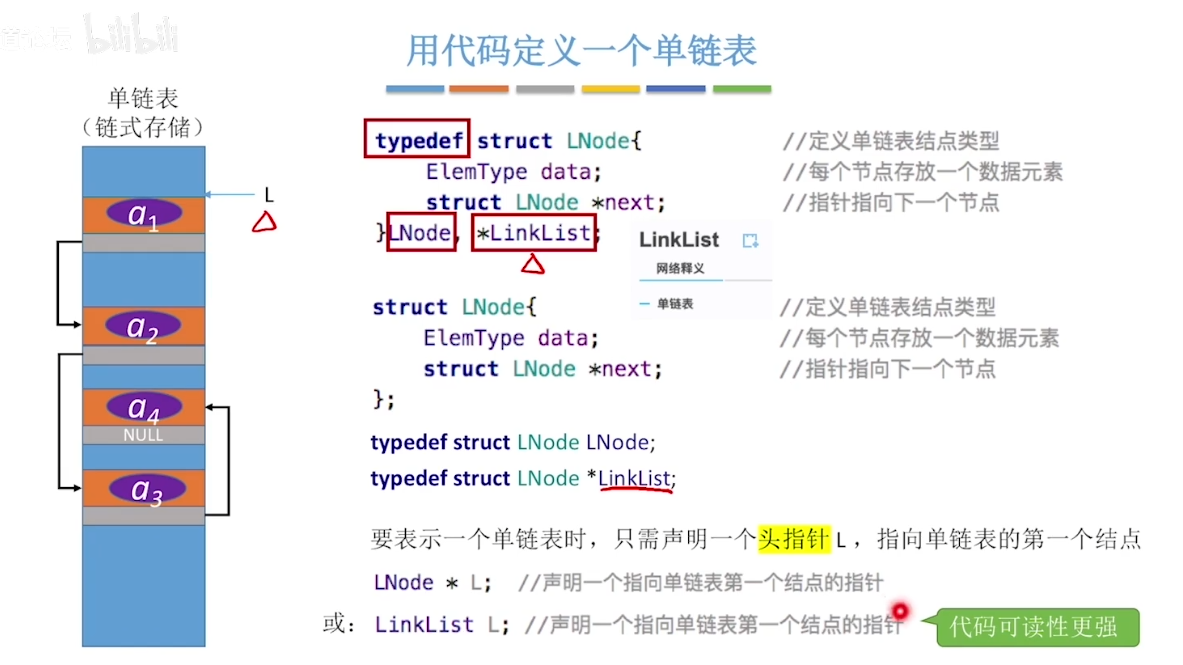 bilibili
用代码定义一个单链表
单链表
（链式存储）
L
a1
a2
a4
NULL
a3
typedef struct LNode{ //定义单链表结点类型
ElemType data; //每个节点存放一个数据元素
struct LNode *next; //指针指向下一个节点
}LNode, *LinkList;
LinkList
网络释义
单链表
struct LNode{ //定义单链表结点类型
ElemType data; //每个节点存放一个数据元素
struct LNode *next; //指针指向下一个节点
};
typedef struct LNode LNode;
typedef struct LNode *LinkList;
要表示一个单链表时，只需声明一个头指针 L ，指向单链表的第一个结点
LNode * L; //声明一个指向单链表第一个结点的指针
或： LinkList L; //声明一个指向单链表第一个结点的指针
代码可读性更强